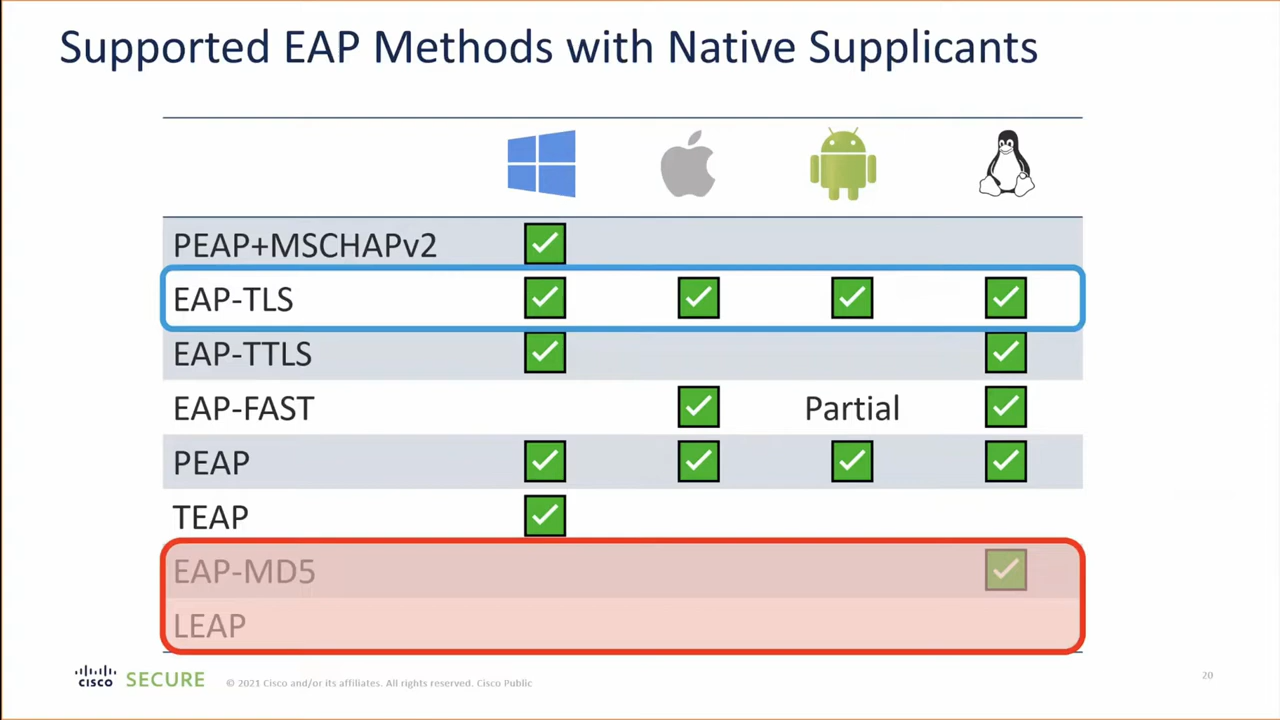 Supported EAP Methods with Native Supplicants
PEAP+MSCHAPv2
EAP-TLS
EAP-TTLS
EAP-FAST Partial
PEAP
TEAP
EAP-MD5
LEAP
CISCO SECURE © 2021 Cisco and/or its affiliates. All rights reserved. Cisco Public 20